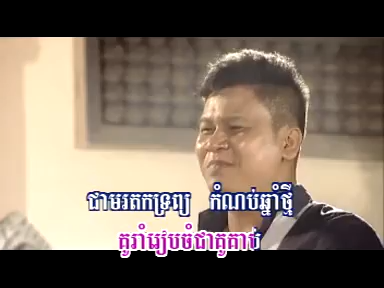 ជាមរតកទ្រព្យ កំណប់ឆ្នាំថ្មី
គូរាំរៀបចំជាគូគាប់